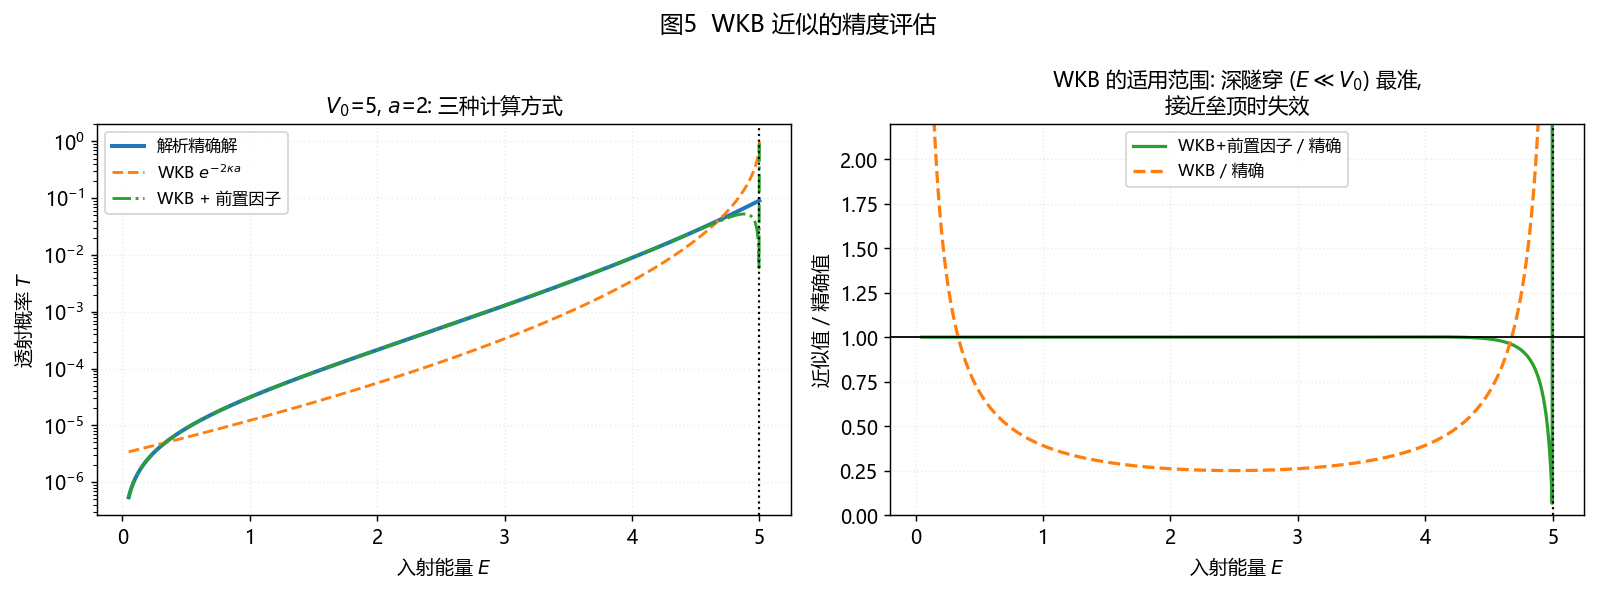 图5 WKB 近似的精度评估
V₀=5, a=2: 三种计算方式
解析精确解
WKB e^{-2κa}
WKB + 前置因子
透射概率 T
10⁰
10⁻¹
10⁻²
10⁻³
10⁻⁴
10⁻⁵
10⁻⁶
0 1 2 3 4 5
入射能量 E
WKB 的适用范围: 深隧穿 (E ≪ V₀) 最准,
接近垒顶时失效
WKB+前置因子 / 精确
WKB / 精确
近似值 / 精确值
2.00
1.75
1.50
1.25
1.00
0.75
0.50
0.25
0.00
0 1 2 3 4 5
入射能量 E